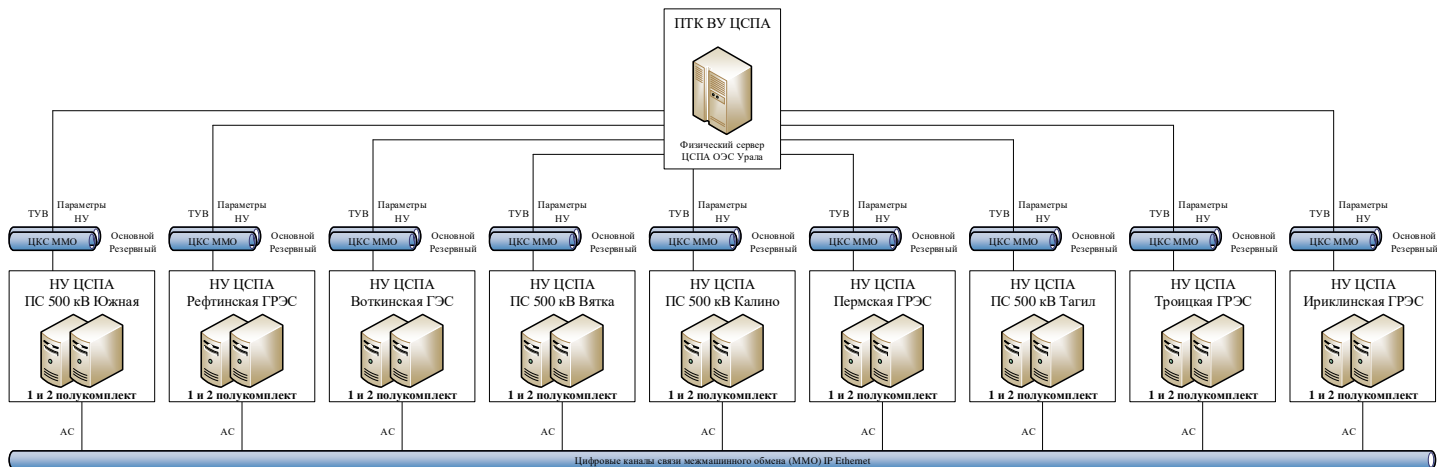 ПТК ВУ ЦСПА
Физический сервер
ЦСПА ОЭС Урала
ТУВ
Параметры
НУ
ЦКС ММО
Основной
Резервный
НУ ЦСПА
ПС 500 кВ Южная
1 и 2 полукомплект
АС
ТУВ
Параметры
НУ
ЦКС ММО
Основной
Резервный
НУ ЦСПА
Рефтинская ГРЭС
1 и 2 полукомплект
АС
ТУВ
Параметры
НУ
ЦКС ММО
Основной
Резервный
НУ ЦСПА
Воткинская ГЭС
1 и 2 полукомплект
АС
ТУВ
Параметры
НУ
ЦКС ММО
Основной
Резервный
НУ ЦСПА
ПС 500 кВ Вятка
1 и 2 полукомплект
АС
ТУВ
Параметры
НУ
ЦКС ММО
Основной
Резервный
НУ ЦСПА
ПС 500 кВ Калино
1 и 2 полукомплект
АС
ТУВ
Параметры
НУ
ЦКС ММО
Основной
Резервный
НУ ЦСПА
Пермская ГРЭС
1 и 2 полукомплект
АС
ТУВ
Параметры
НУ
ЦКС ММО
Основной
Резервный
НУ ЦСПА
ПС 500 кВ Тагил
1 и 2 полукомплект
АС
ТУВ
Параметры
НУ
ЦКС ММО
Основной
Резервный
НУ ЦСПА
Троицкая ГРЭС
1 и 2 полукомплект
АС
ТУВ
Параметры
НУ
ЦКС ММО
Основной
Резервный
НУ ЦСПА
Ириклинская ГРЭС
1 и 2 полукомплект
АС
Цифровые каналы связи межмашинного обмена (ММО) IP Ethernet